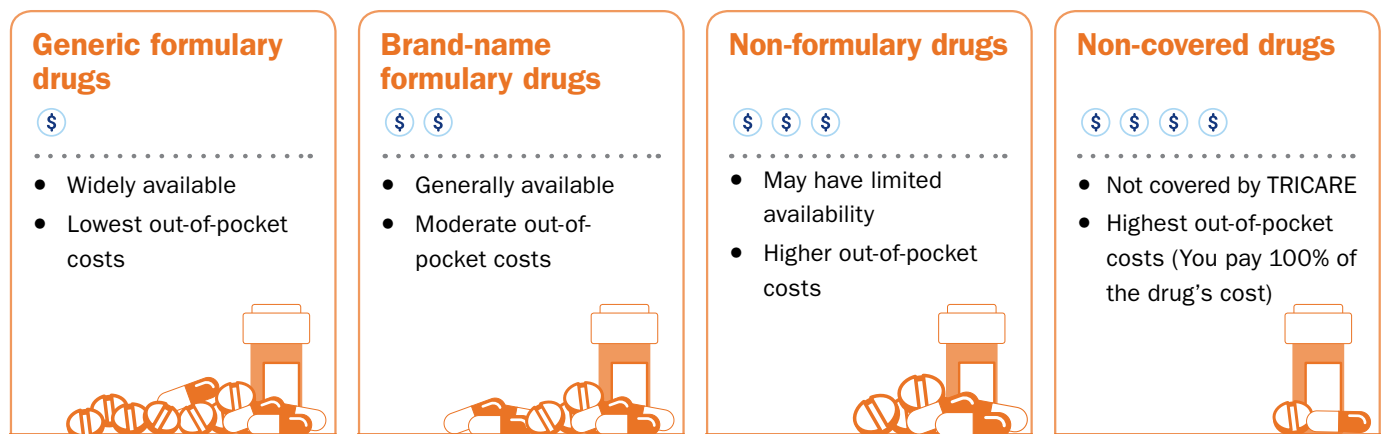 Generic formulary
drugs
$
• Widely available
• Lowest out-of-pocket
costs
Brand-name
formulary drugs
$ $
• Generally available
• Moderate out-of-
pocket costs
Non-formulary drugs
$ $ $
• May have limited
availability
• Higher out-of-pocket
costs
Non-covered drugs
$ $ $ $
• Not covered by TRICARE
• Highest out-of-pocket
costs (You pay 100% of
the drug’s cost)